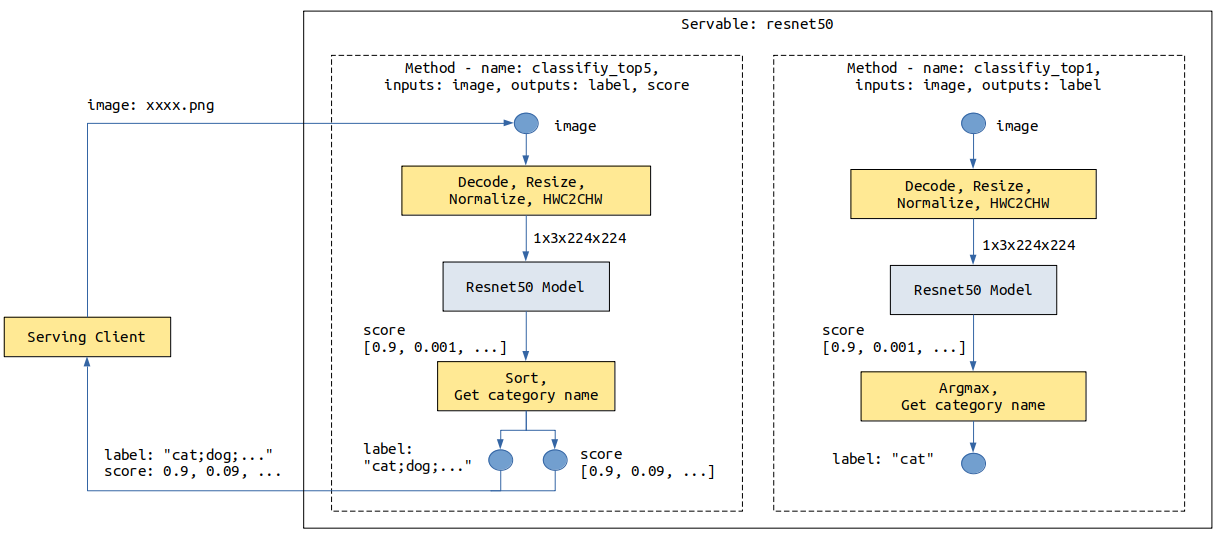 Servable: resnet50
Method - name: classifiy_top5,
inputs: image, outputs: label, score
image
Decode, Resize,
Normalize, HWC2CHW
1x3x224x224
Resnet50 Model
score
[0.9, 0.001, ...]
Sort,
Get category name
label:
"cat;dog;..."
score
[0.9, 0.09, ...]
Method - name: classifiy_top1,
inputs: image, outputs: label
image
Decode, Resize,
Normalize, HWC2CHW
1x3x224x224
Resnet50 Model
score
[0.9, 0.001, ...]
Argmax,
Get category name
label: "cat"
image: xxxx.png
Serving Client
label: "cat;dog;..."
score: 0.9, 0.09, ...